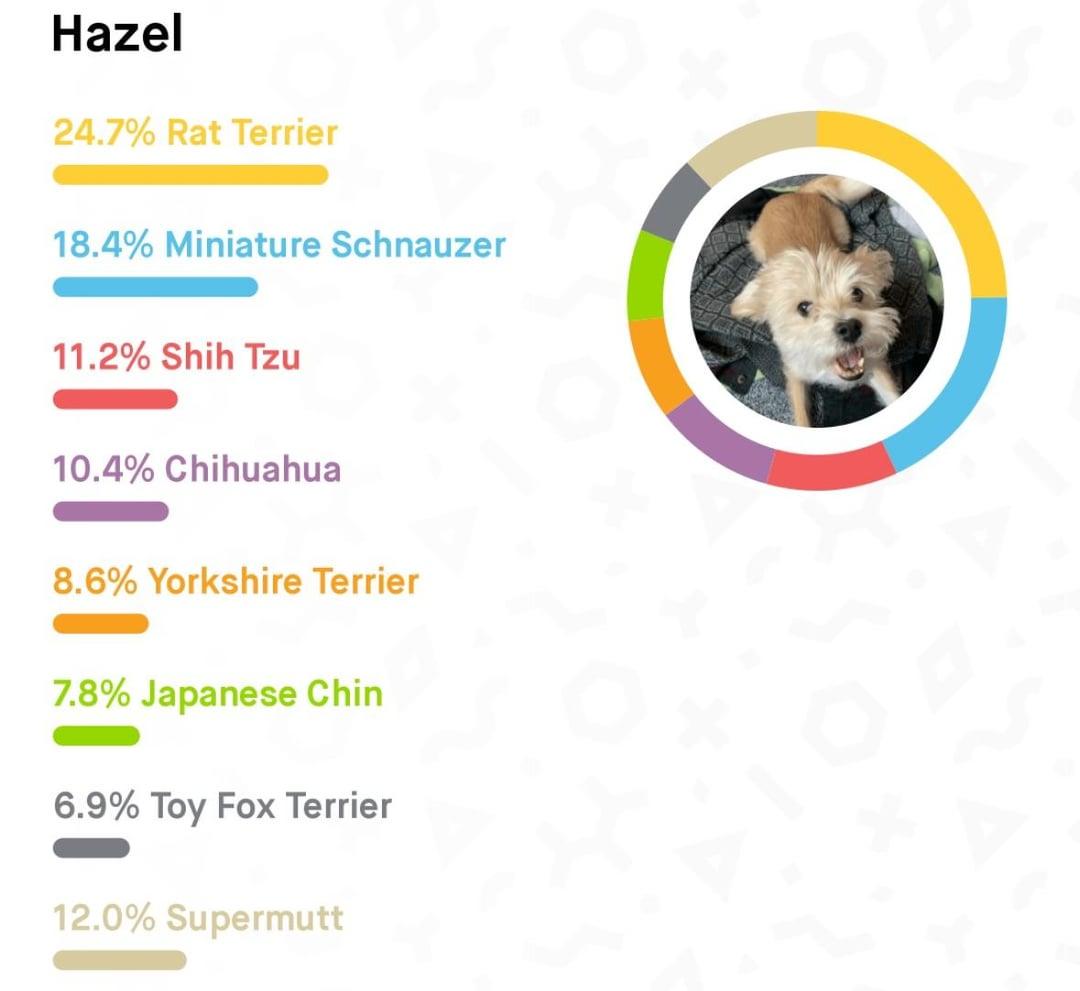 Hazel
24.7% Rat Terrier
18.4% Miniature Schnauzer
11.2% Shih Tzu
10.4% Chihuahua
8.6% Yorkshire Terrier
7.8% Japanese Chin
6.9% Toy Fox Terrier
12.0% Supermutt